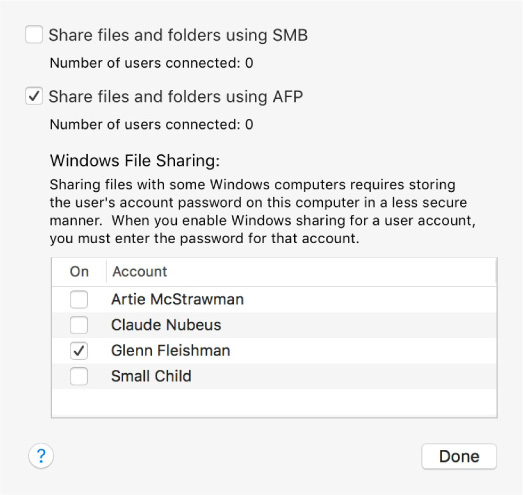 Share files and folders using SMB
Number of users connected: 0
Share files and folders using AFP
Number of users connected: 0
Windows File Sharing:
Sharing files with some Windows computers requires storing
the user's account password on this computer in a less secure
manner.  When you enable Windows sharing for a user account,
you must enter the password for that account.
On Account
Artie McStrawman
Claude Nubeus
Glenn Fleishman
Small Child
? Done